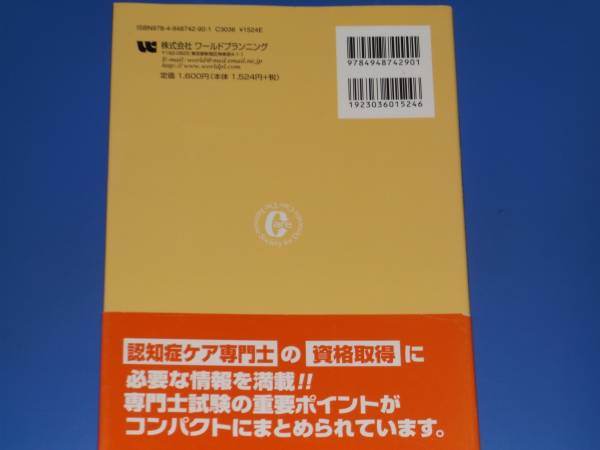 ISBN978-4-948742-90-1 C3036 ¥1524E
株式会社 ワールドプランニング
E-mail: world@med.email.ne.jp
http://www.worldpl.com
定価 1,600円(本体 1,524円+税)
9784948742901
1923036015246
Care
認知症ケア専門士の資格取得に
必要な情報を満載!!
専門士試験の重要ポイントが
コンパクトにまとめられています。